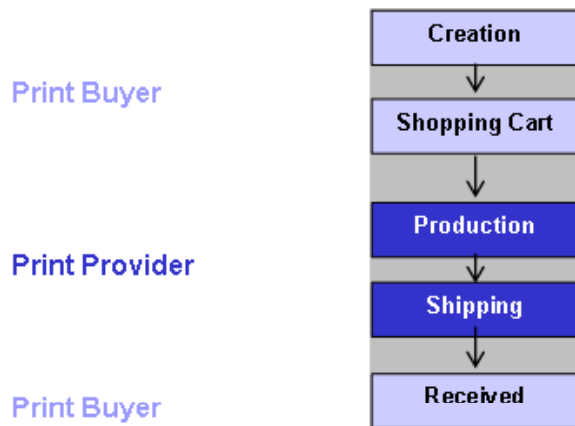 Creation
Print Buyer
Shopping Cart
Production
Print Provider
Shipping
Received
Print Buyer